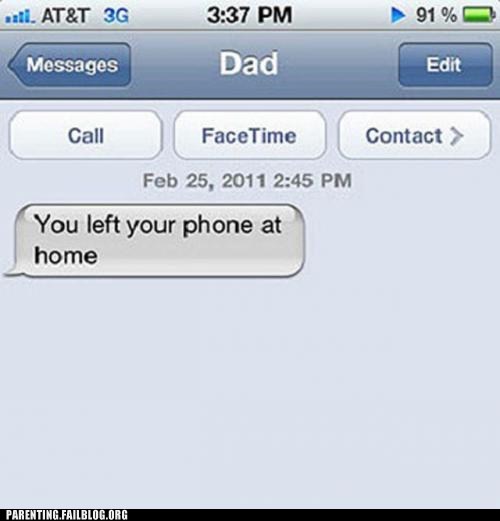 AT&T 3G 3:37 PM 91 %
Messages Dad Edit
Call FaceTime Contact
Feb 25, 2011 2:45 PM
You left your phone at
home
PARENTING.FAILBLOG.ORG